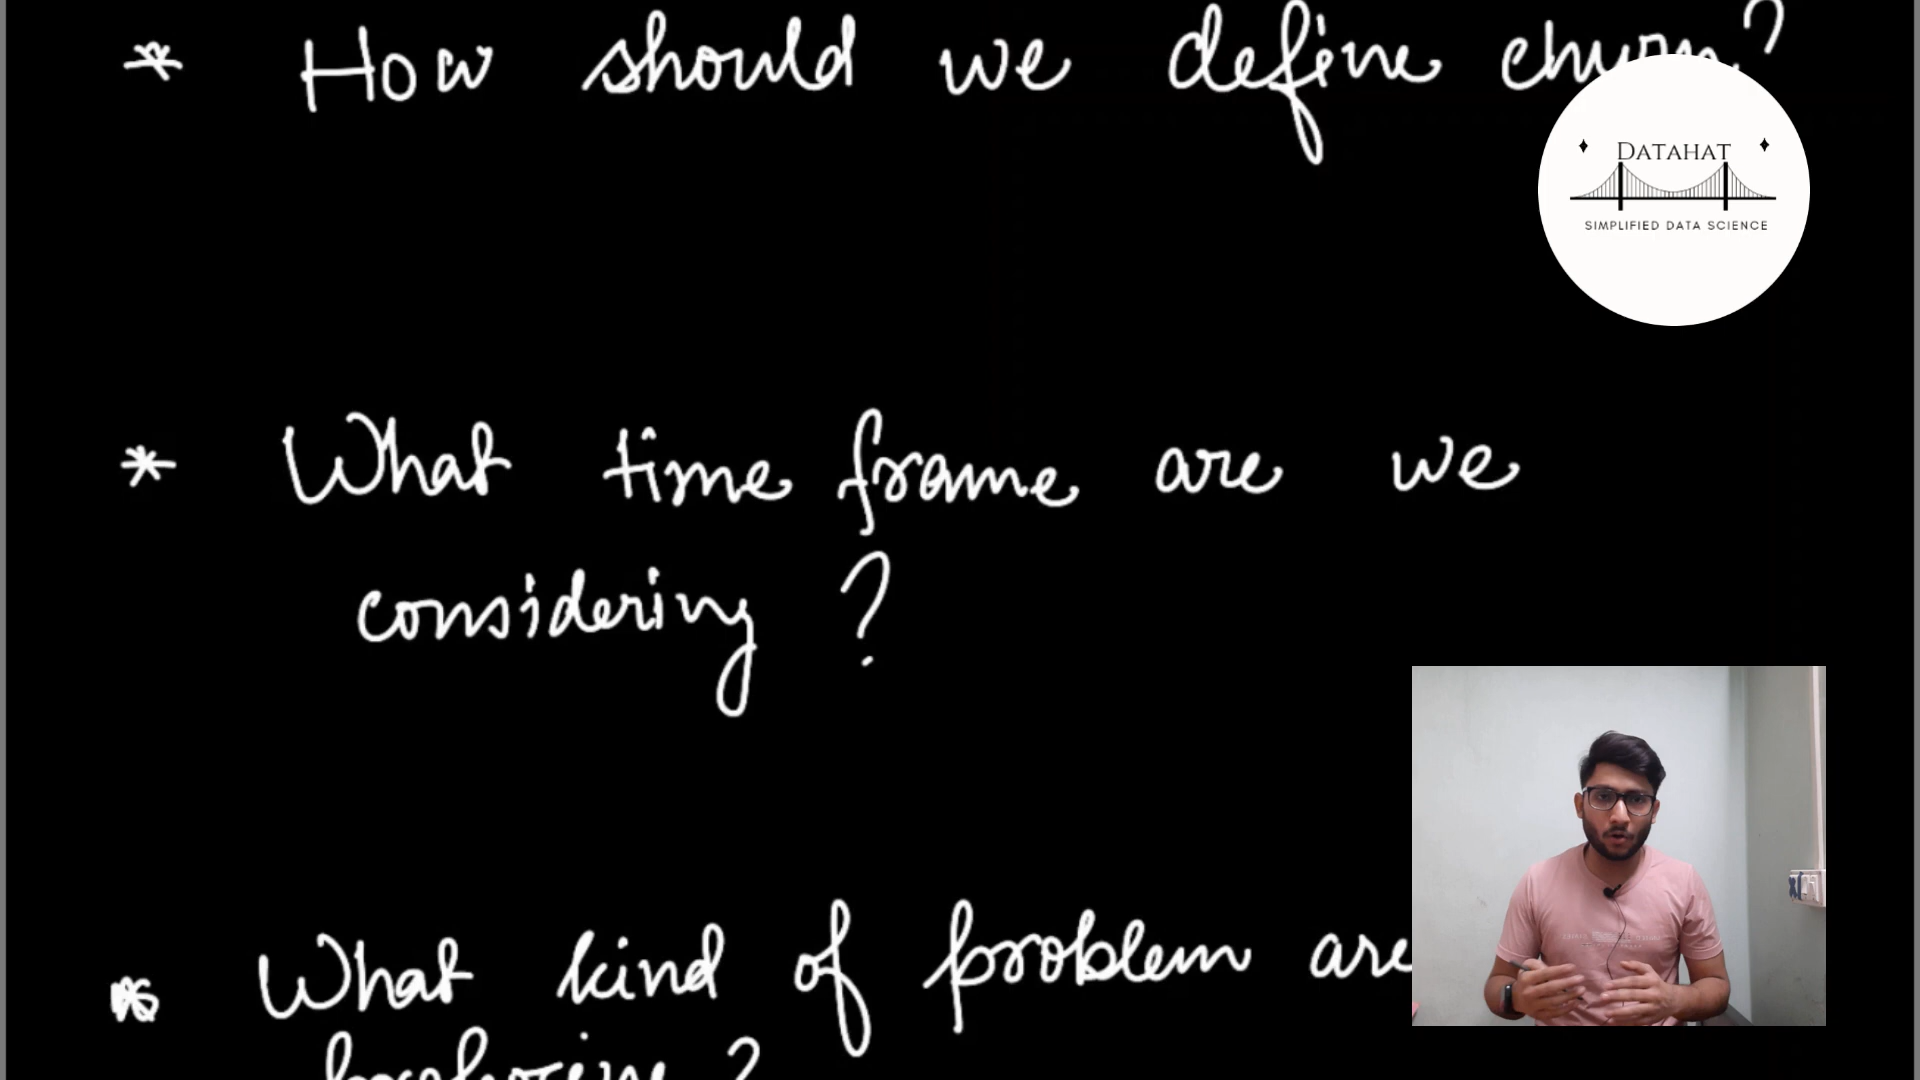 * How should we define churn?
DATAHAT
SIMPLIFIED DATA SCIENCE
* What time frame are we
considering ?
* What kind of problem are